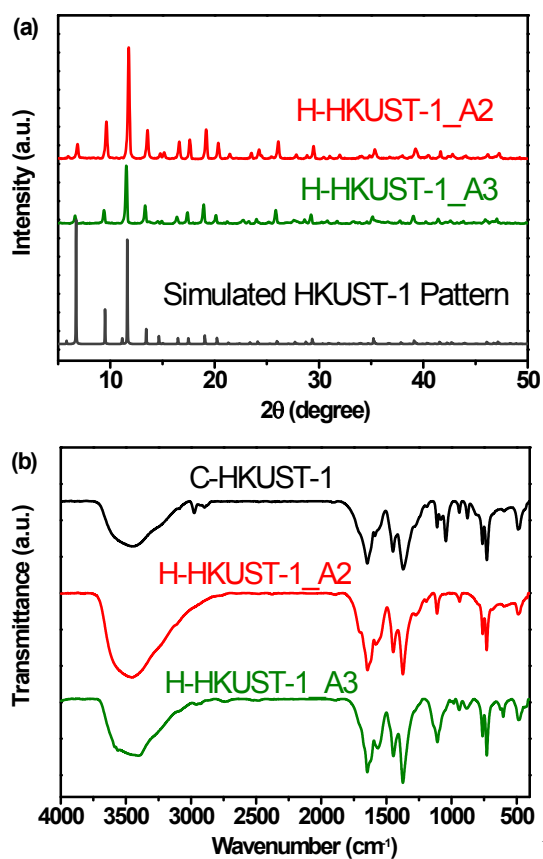 (a)
Intensity (a.u.)
H-HKUST-1_A2
H-HKUST-1_A3
Simulated HKUST-1 Pattern
10 20 30 40 50
2θ (degree)
(b)
Transmittance (a.u.)
C-HKUST-1
H-HKUST-1_A2
H-HKUST-1_A3
4000 3500 3000 2500 2000 1500 1000 500
Wavenumber (cm⁻¹)